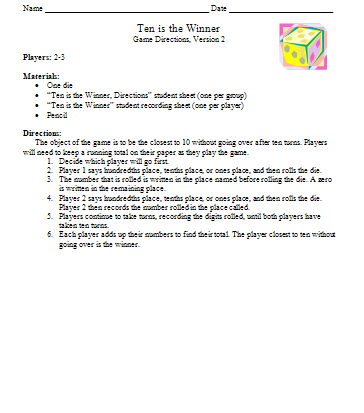 Name ______________________________ Date ____________________
Ten is the Winner
Game Directions, Version 2
Players: 2-3
Materials:
• One die
• "Ten is the Winner, Directions" student sheet (one per group)
• "Ten is the Winner" student recording sheet (one per player)
• Pencil
Directions:
The object of the game is to be the closest to 10 without going over after ten turns. Players
will need to keep a running total on their paper as they play the game.
1. Decide which player will go first.
2. Player 1 says hundredths place, tenths place, or ones place, and then rolls the die.
3. The number that is rolled is written in the place named before rolling the die. A zero
is written in the remaining place.
4. Player 2 says hundredths place, tenths place, or ones place, and then rolls the die.
Player 2 then records the number rolled in the place called.
5. Players continue to take turns, recording the digits rolled, until both players have
taken ten turns.
6. Each player adds up their numbers to find their total. The player closest to ten without
going over is the winner.